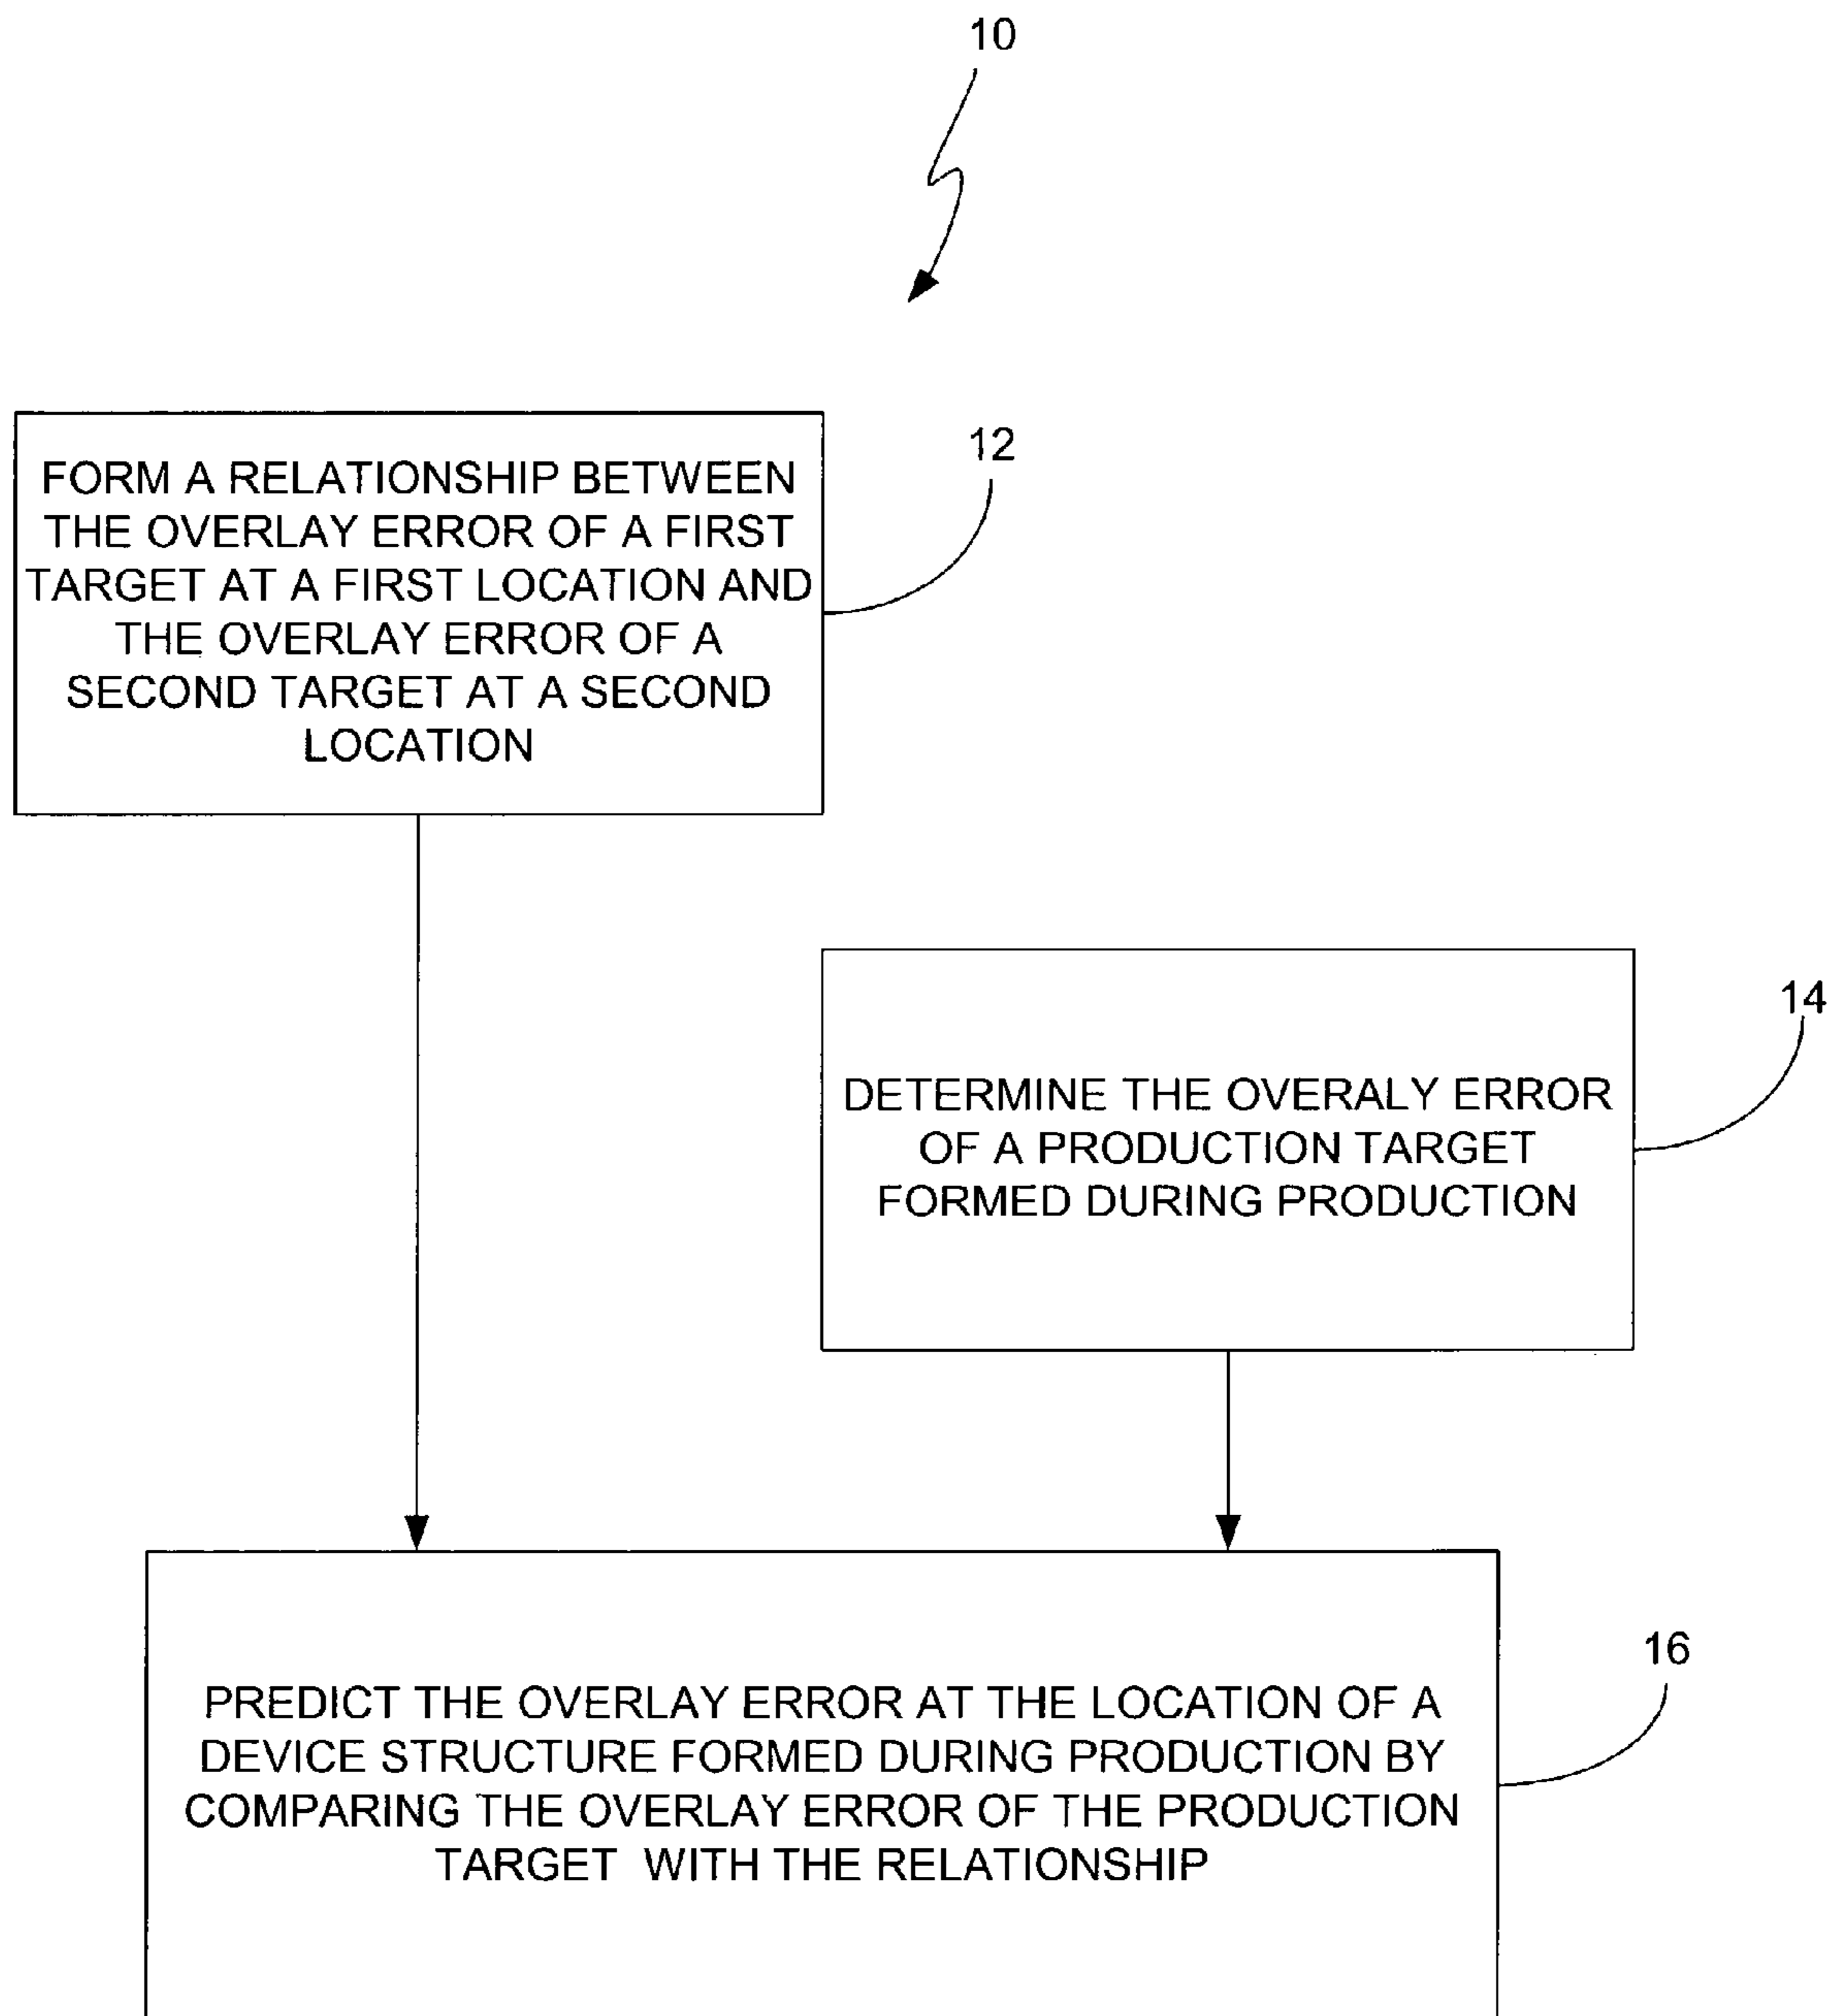 10
FORM A RELATIONSHIP BETWEEN
THE OVERLAY ERROR OF A FIRST
TARGET AT A FIRST LOCATION AND
THE OVERLAY ERROR OF A
SECOND TARGET AT A SECOND
LOCATION
12
DETERMINE THE OVERALY ERROR
OF A PRODUCTION TARGET
FORMED DURING PRODUCTION
14
PREDICT THE OVERLAY ERROR AT THE LOCATION OF A
DEVICE STRUCTURE FORMED DURING PRODUCTION BY
COMPARING THE OVERLAY ERROR OF THE PRODUCTION
TARGET WITH THE RELATIONSHIP
16